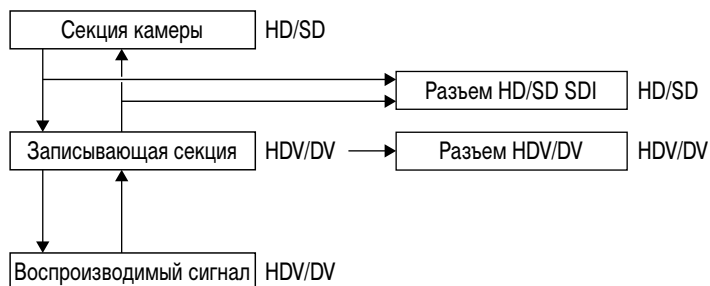 Секция камеры HD/SD
Разъем HD/SD SDI HD/SD
Записывающая секция HDV/DV Разъем HDV/DV HDV/DV
Воспроизводимый сигнал HDV/DV